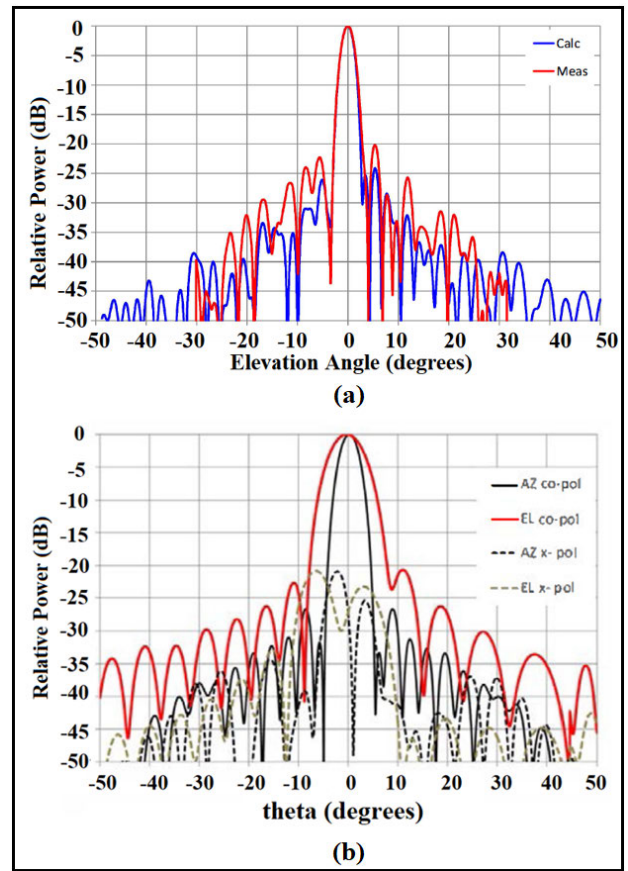 0
-5
-10
-15
-20
-25
-30
-35
-40
-45
-50
Relative Power (dB)
Calc
Meas
-50 -40 -30 -20 -10 0 10 20 30 40 50
Elevation Angle (degrees)
(a)
0
-5
-10
-15
-20
-25
-30
-35
-40
-45
-50
Relative Power (dB)
AZ co-pol
EL co-pol
AZ x- pol
EL x- pol
-50 -40 -30 -20 -10 0 10 20 30 40 50
theta (degrees)
(b)